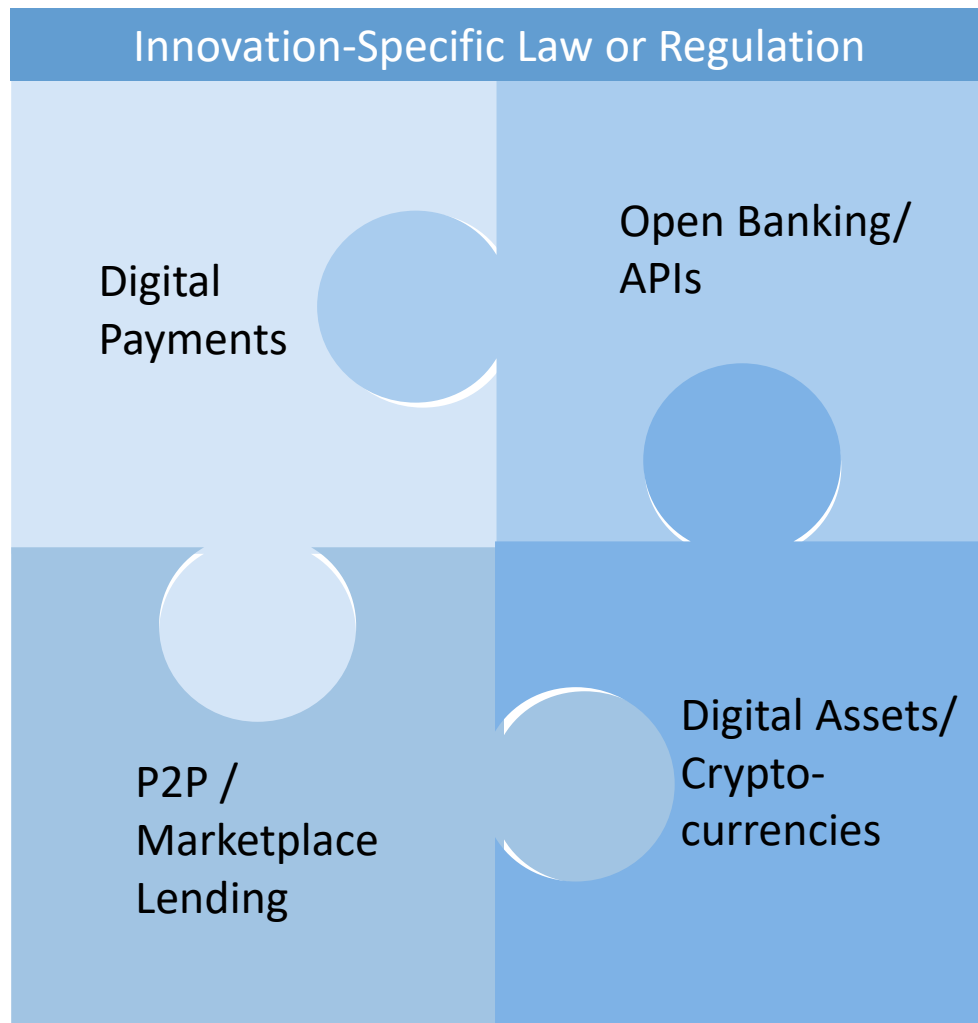 Innovation-Specific Law or Regulation
Digital
Payments
Open Banking/
APIs
P2P /
Marketplace
Lending
Digital Assets/
Crypto-
currencies